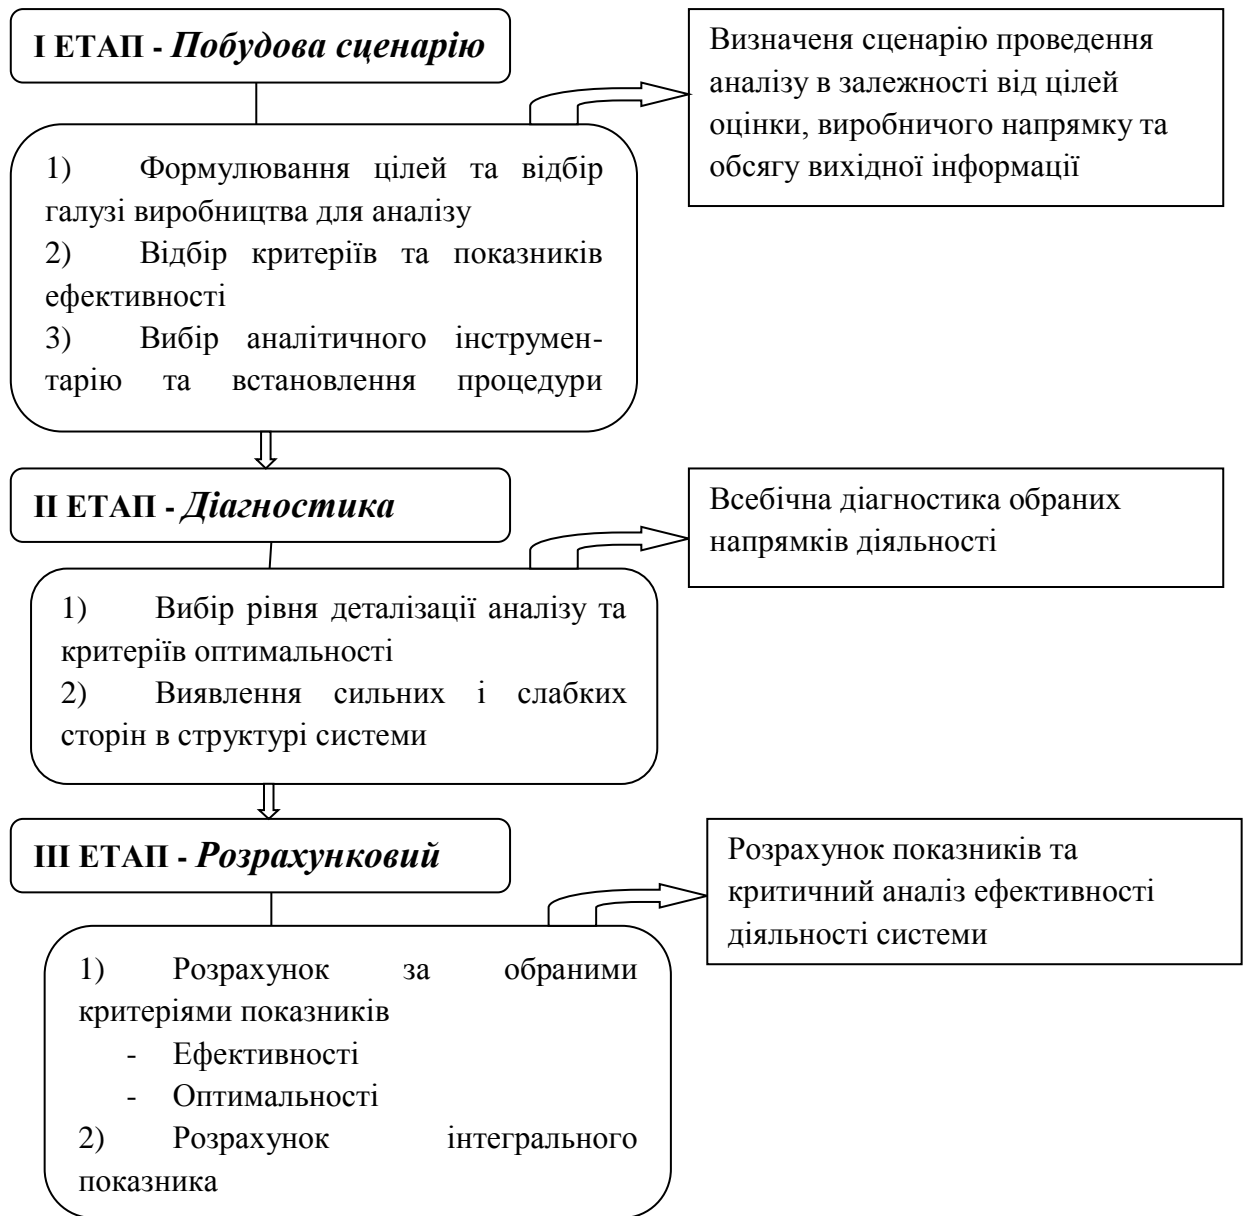 І ЕТАП - Побудова сценарію
Визначеня сценарію проведення
аналізу в залежності від цілей
оцінки, виробничого напрямку та
обсягу вихідної інформації
1) Формулювання цілей та відбір
галузі виробництва для аналізу
2) Відбір критеріїв та показників
ефективності
3) Вибір аналітичного інструмен-
тарію та встановлення процедури
ІІ ЕТАП - Діагностика
Всебічна діагностика обраних
напрямків діяльності
1) Вибір рівня деталізації аналізу та
критеріїв оптимальності
2) Виявлення сильних і слабких
сторін в структурі системи
ІІІ ЕТАП - Розрахунковий
Розрахунок показників та
критичний аналіз ефективності
діяльності системи
1) Розрахунок за обраними
критеріями показників
- Ефективності
- Оптимальності
2) Розрахунок інтегрального
показника